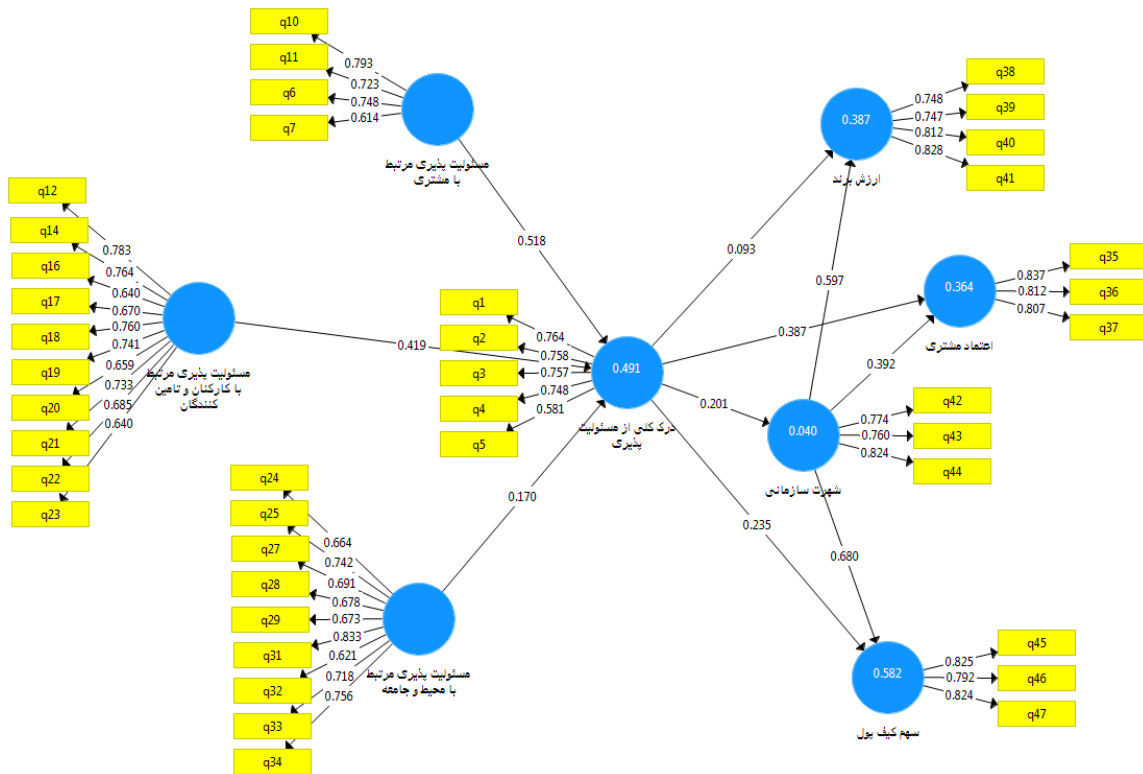 q10
q11
q6
q7
0.793
0.723
0.748
0.614
مسئولیت پذیری مرتبط
با مشتری
0.518
q12
q14
q16
q17
q18
q19
q20
q21
q22
q23
0.783
0.764
0.640
0.670
0.760
0.741
0.659
0.733
0.685
0.640
مسئولیت پذیری مرتبط
با کارکنان و تامین
کنندگان
0.419
q24
q25
q27
q28
q29
q31
q32
q33
q34
0.664
0.742
0.691
0.678
0.673
0.833
0.621
0.718
0.756
مسئولیت پذیری مرتبط
با محیط و جامعه
0.170
q1
q2
q3
q4
q5
0.764
0.758
0.757
0.748
0.581
0.491
درک کلی از مسئولیت
پذیری
0.093
0.387
0.201
0.235
0.387
ارزش برند
0.748
0.747
0.812
0.828
q38
q39
q40
q41
0.597
0.364
اعتماد مشتری
0.837
0.812
0.807
q35
q36
q37
0.392
0.040
شهرت سازمانی
0.774
0.760
0.824
q42
q43
q44
0.680
0.582
سهم کیف پول
0.825
0.792
0.824
q45
q46
q47